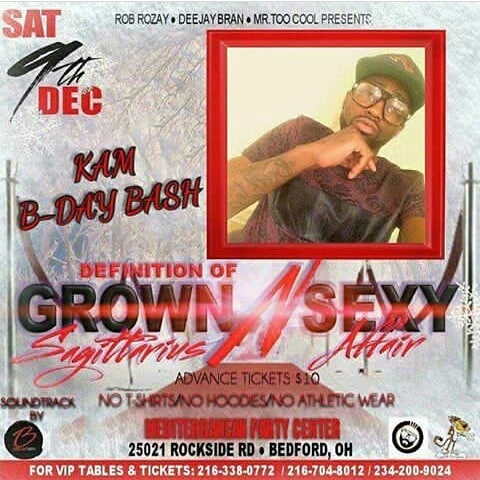 ROB ROZAY • DEEJAY BRAN • MR.TOO COOL PRESENTS
SAT
9th
DEC
KAM
B-DAY BASH
DEFINITION OF
GROWN N SEXY
Sagittarius Affair
ADVANCE TICKETS $10
SOUNDTRACK
BY
NO T-SHIRTS/NO HOODIES/NO ATHLETIC WEAR
MEDITERRANEAN PARTY CENTER
25021 ROCKSIDE RD • BEDFORD, OH
FOR VIP TABLES & TICKETS: 216-338-0772 / 216-704-8012 / 234-200-9024